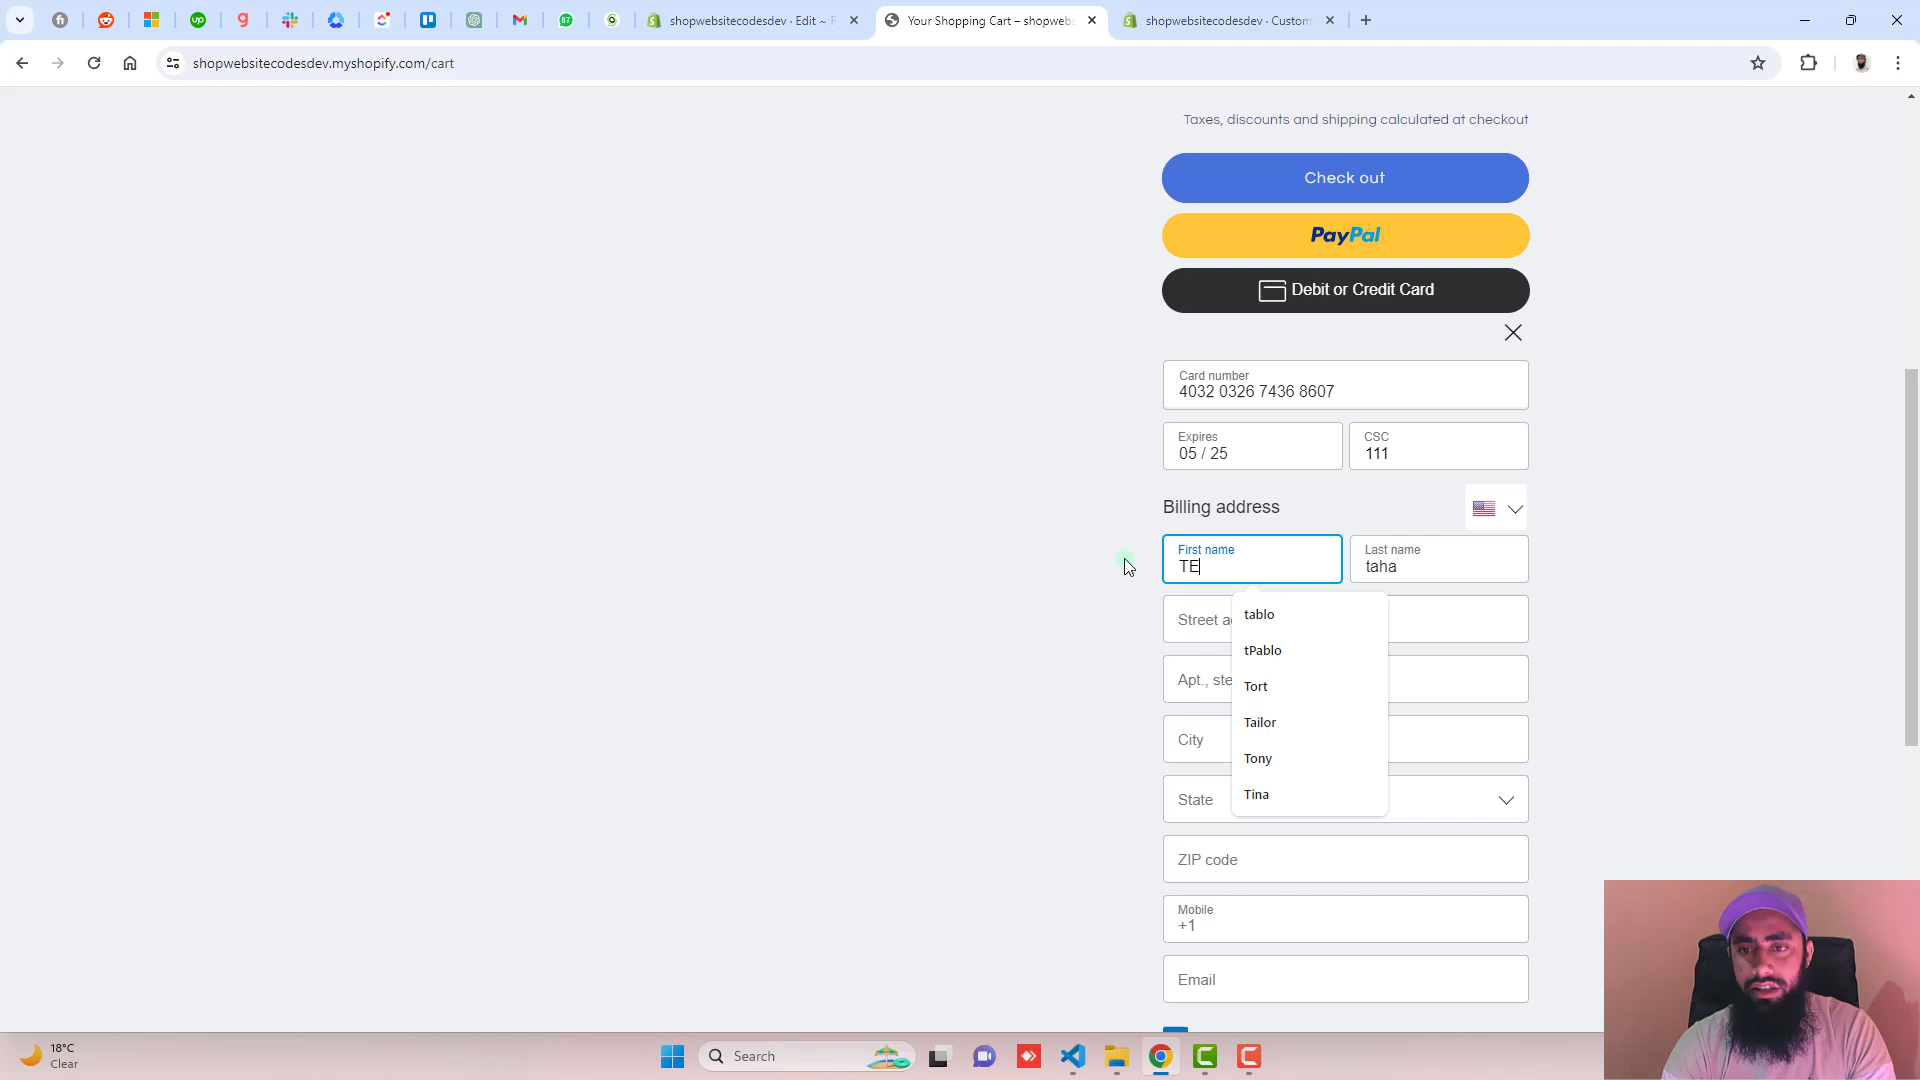 shopwebsitecodesdev · Edit ~ R
Your Shopping Cart – shopwebs
shopwebsitecodesdev · Custom
shopwebsitecodesdev.myshopify.com/cart
Taxes, discounts and shipping calculated at checkout
Check out
PayPal
Debit or Credit Card
Card number
4032 0326 7436 8607
Expires
05 / 25
CSC
111
Billing address
First name
TE
Last name
taha
tablo
Street a
tPablo
Apt., ste
Tort
Tailor
City
Tony
State
Tina
ZIP code
Mobile
+1
Email
18°C
Clear
Search